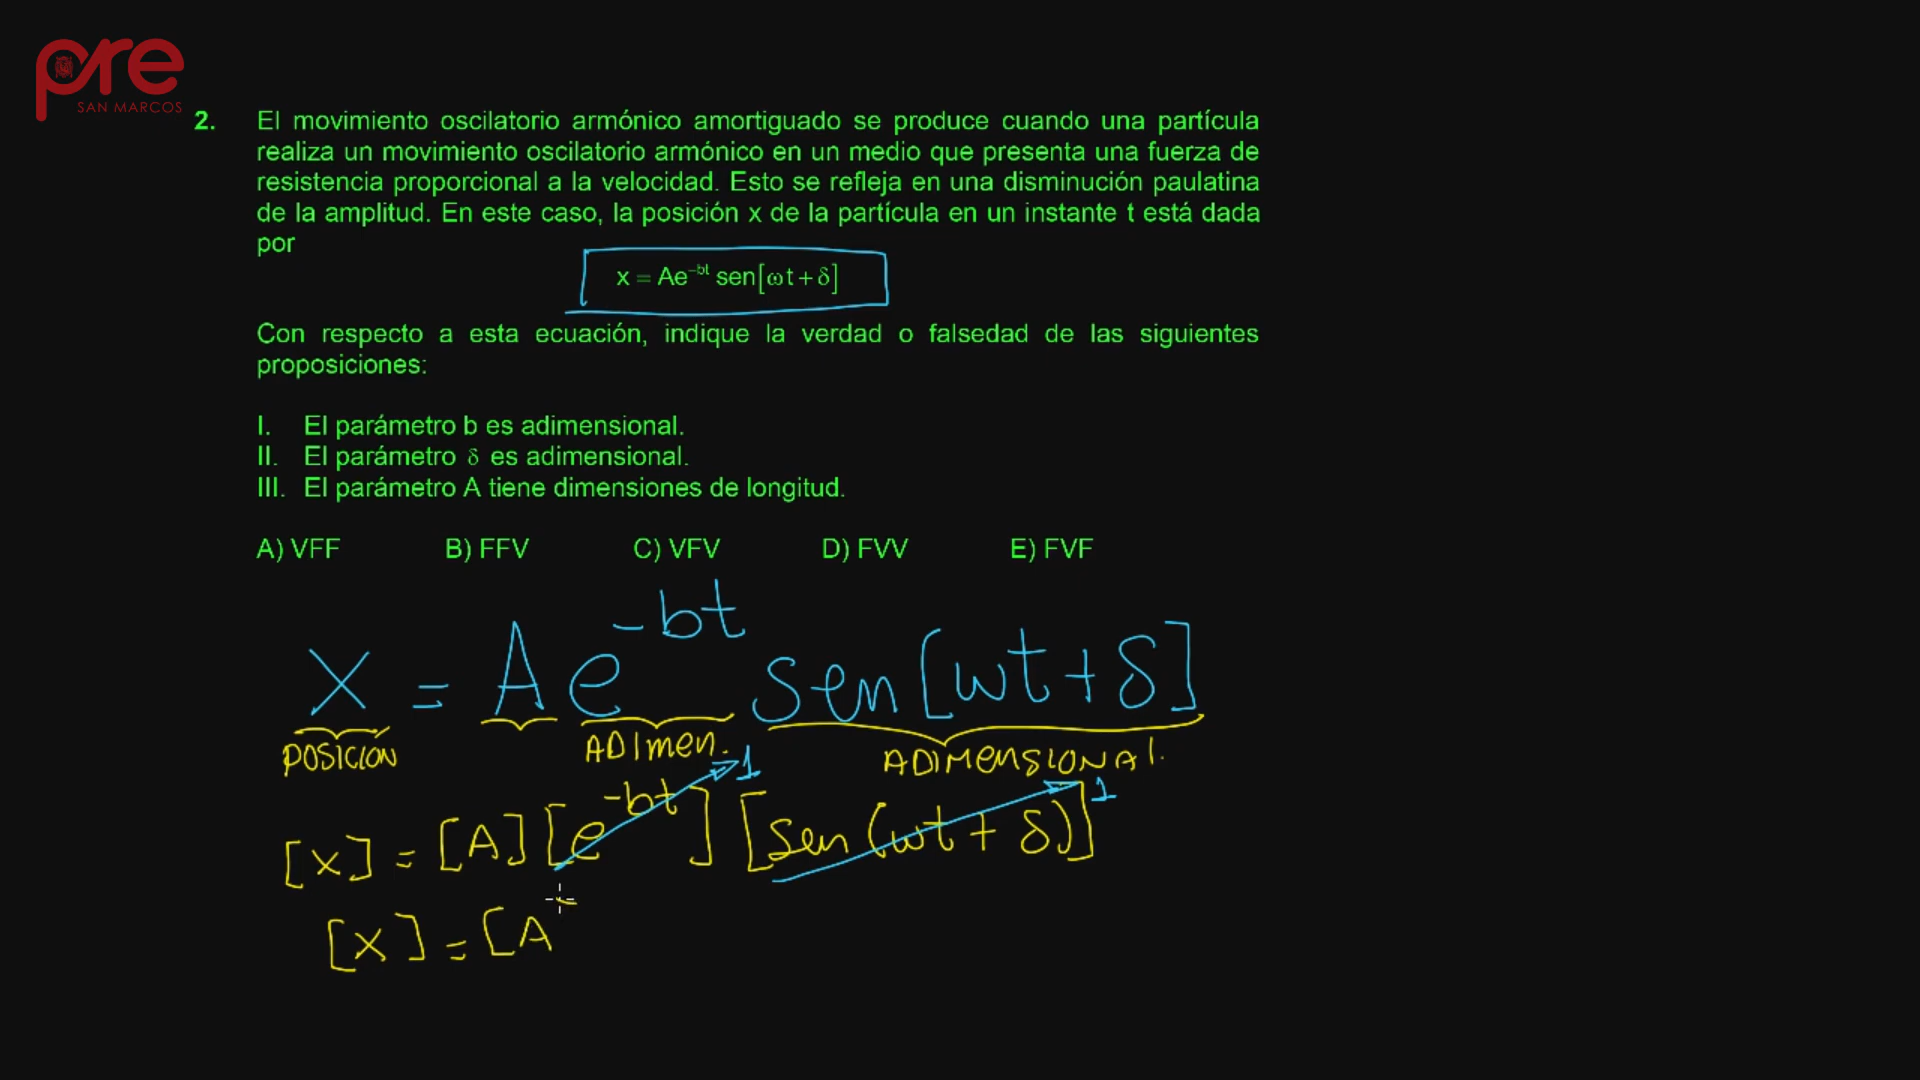 pre
SAN MARCOS
2. El movimiento oscilatorio armónico amortiguado se produce cuando una partícula
realiza un movimiento oscilatorio armónico en un medio que presenta una fuerza de
resistencia proporcional a la velocidad. Esto se refleja en una disminución paulatina
de la amplitud. En este caso, la posición x de la partícula en un instante t está dada
por
x = Ae^{-bt} sen[ωt + δ]
Con respecto a esta ecuación, indique la verdad o falsedad de las siguientes
proposiciones:
I. El parámetro b es adimensional.
II. El parámetro δ es adimensional.
III. El parámetro A tiene dimensiones de longitud.
A) VFF B) FFV C) VFV D) FVV E) FVF
x = A e^{-bt} sen[ωt + δ]
POSICIÓN ADIMEN. ADIMENSIONAL.
[x] = [A] [e^{-bt}] 1 [sen(ωt + δ)] 1
[x] = [A